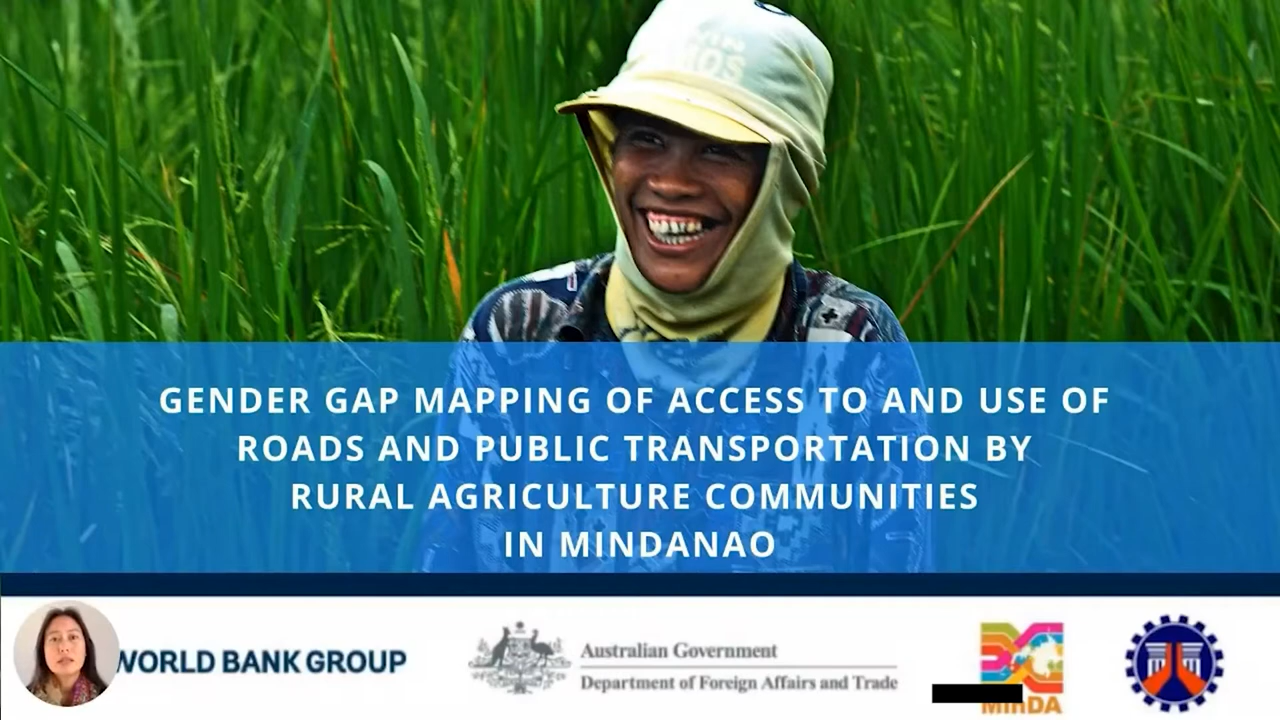 GENDER GAP MAPPING OF ACCESS TO AND USE OF
ROADS AND PUBLIC TRANSPORTATION BY
RURAL AGRICULTURE COMMUNITIES
IN MINDANAO
WORLD BANK GROUP
Australian Government
Department of Foreign Affairs and Trade
MinDA